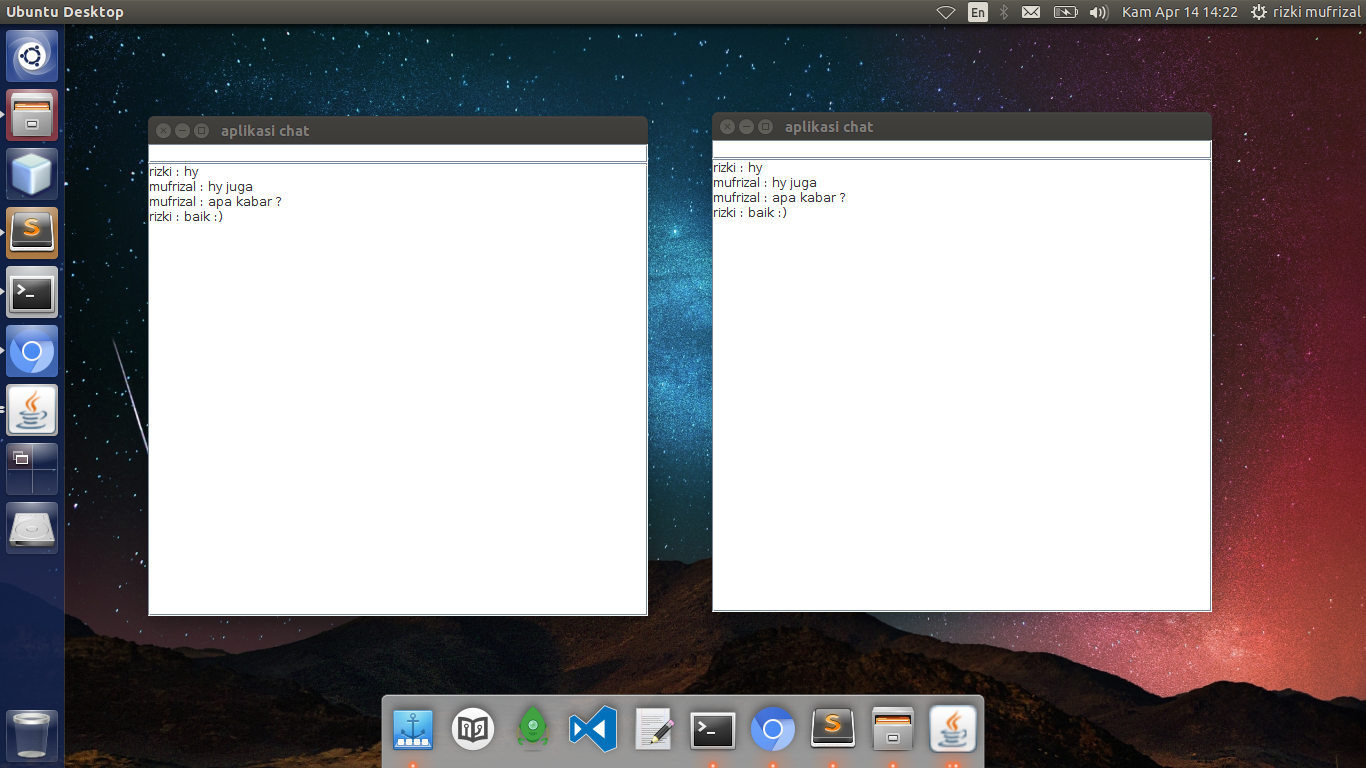 Ubuntu Desktop
En
Kam Apr 14 14:22
rizki mufrizal
aplikasi chat
rizki : hy
mufrizal : hy juga
mufrizal : apa kabar ?
rizki : baik :)
aplikasi chat
rizki : hy
mufrizal : hy juga
mufrizal : apa kabar ?
rizki : baik :)